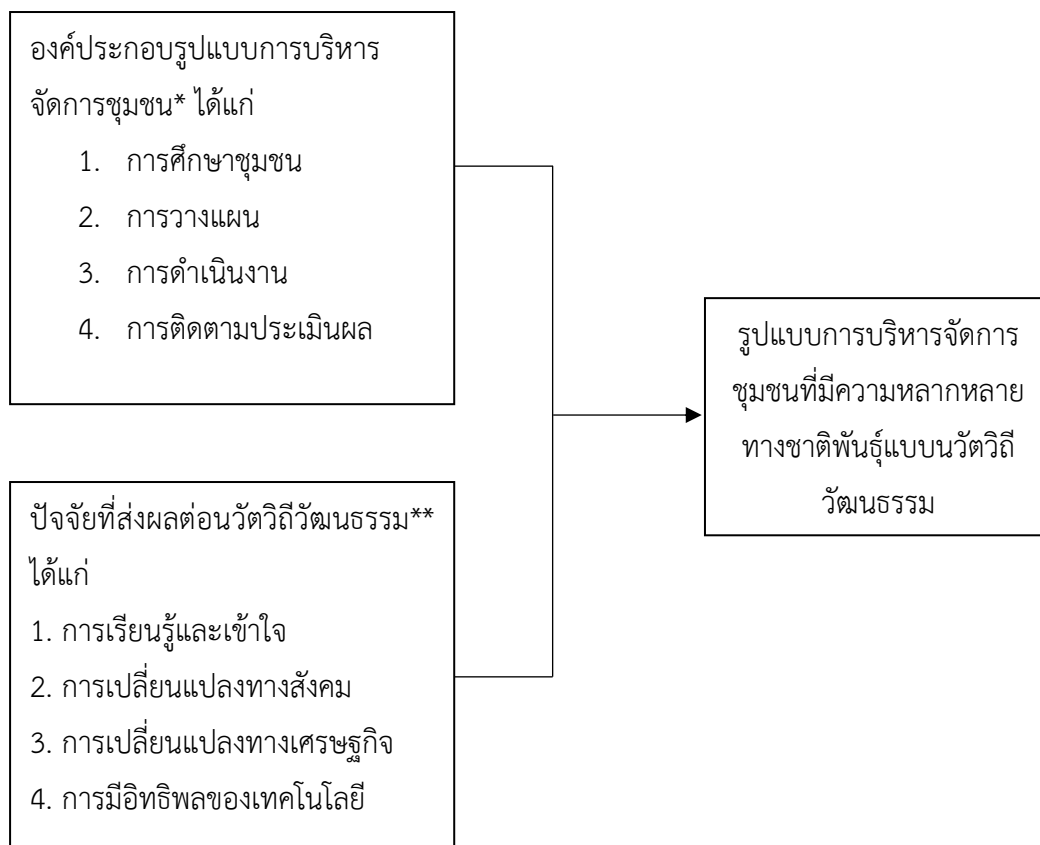 องค์ประกอบรูปแบบการบริหาร
จัดการชุมชน* ได้แก่
1. การศึกษาชุมชน
2. การวางแผน
3. การดำเนินงาน
4. การติดตามประเมินผล
ปัจจัยที่ส่งผลต่อนวัตวิถีวัฒนธรรม**
ได้แก่
1. การเรียนรู้และเข้าใจ
2. การเปลี่ยนแปลงทางสังคม
3. การเปลี่ยนแปลงทางเศรษฐกิจ
4. การมีอิทธิพลของเทคโนโลยี
รูปแบบการบริหารจัดการ
ชุมชนที่มีความหลากหลาย
ทางชาติพันธุ์แบบนวัตวิถี
วัฒนธรรม